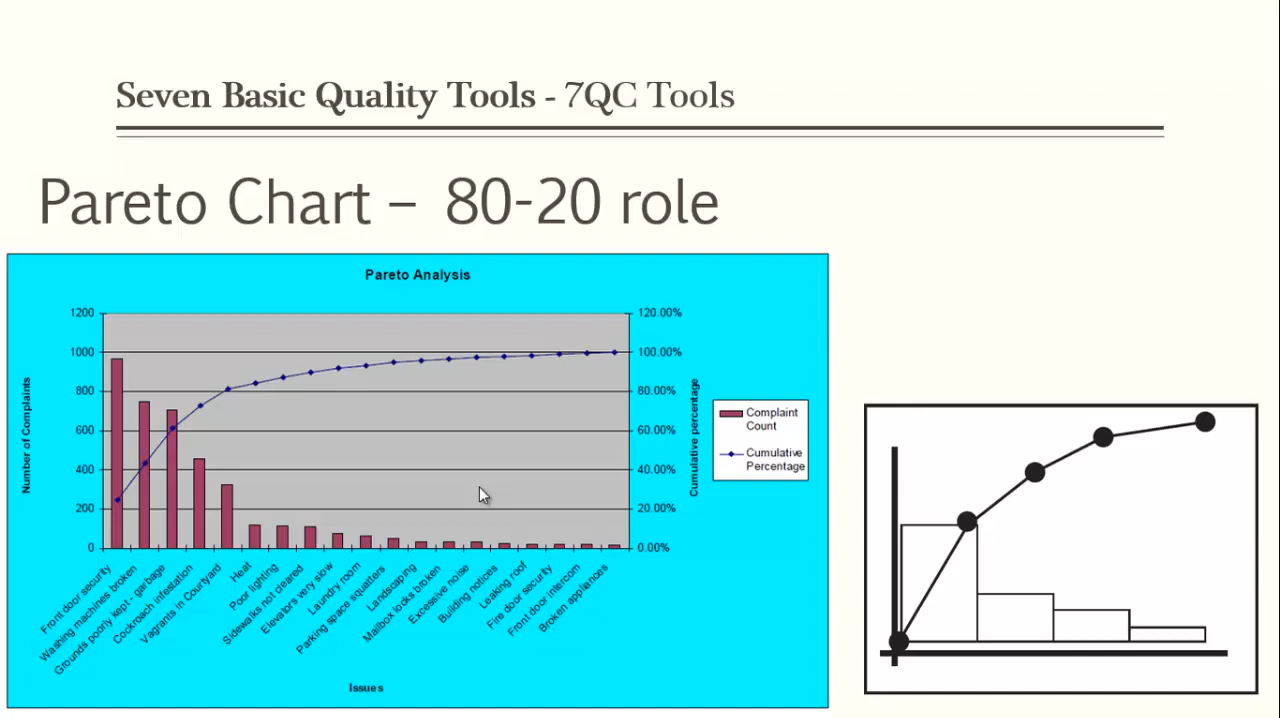 Seven Basic Quality Tools - 7QC Tools
Pareto Chart – 80-20 role
Pareto Analysis
1200
1000
800
600
400
200
0
Number of Complaints
120.00%
100.00%
80.00%
60.00%
40.00%
20.00%
0.00%
Cumulative percentage
Complaint
Count
Cumulative
Percentage
Front door security
Washing machines broken
Grounds poorly kept - garbage
Cockroach infestation
Vagrants in Courtyard
Heat
Poor lighting
Sidewalks not cleared
Elevators very slow
Laundry room
Parking space squatters
Landscaping
Mailbox locks broken
Excessive noise
Building notices
Leaking roof
Fire door security
Front door intercom
Broken appliances
Issues